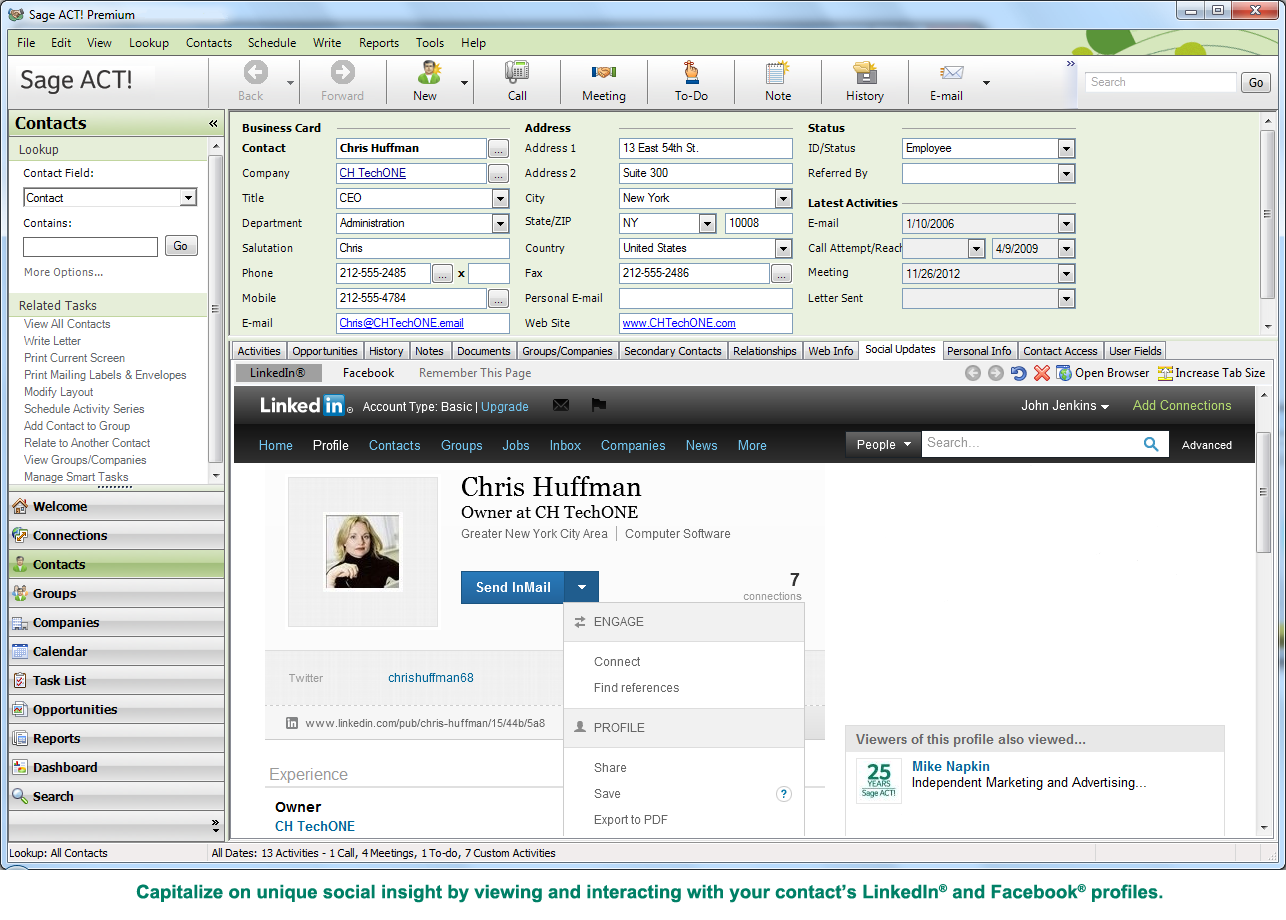 Sage ACT! Premium
File Edit View Lookup Contacts Schedule Write Reports Tools Help
Sage ACT!
Back Forward New Call Meeting To-Do Note History E-mail » Search Go
Contacts «
Lookup
Contact Field:
Contact
Contains:
Go
More Options...
Related Tasks
View All Contacts
Write Letter
Print Current Screen
Print Mailing Labels & Envelopes
Modify Layout
Schedule Activity Series
Add Contact to Group
Relate to Another Contact
View Groups/Companies
Manage Smart Tasks
Welcome
Connections
Contacts
Groups
Companies
Calendar
Task List
Opportunities
Reports
Dashboard
Search
Business Card
Contact Chris Huffman ...
Company CH TechONE ...
Title CEO
Department Administration
Salutation Chris
Phone 212-555-2485 ... x
Mobile 212-555-4784 ...
E-mail Chris@CHTechONE.email
Address
Address 1 13 East 54th St.
Address 2 Suite 300
City New York
State/ZIP NY 10008
Country United States
Fax 212-555-2486 ...
Personal E-mail
Web Site www.CHTechONE.com
Status
ID/Status Employee
Referred By
Latest Activities
E-mail 1/10/2006
Call Attempt/Reach 4/9/2009
Meeting 11/26/2012
Letter Sent
Activities Opportunities History Notes Documents Groups/Companies Secondary Contacts Relationships Web Info Social Updates Personal Info Contact Access User Fields
LinkedIn® Facebook Remember This Page Open Browser Increase Tab Size
Linked in® Account Type: Basic | Upgrade John Jenkins Add Connections
Home Profile Contacts Groups Jobs Inbox Companies News More People Search... Advanced
Chris Huffman
Owner at CH TechONE
Greater New York City Area | Computer Software
Send InMail
7
connections
ENGAGE
Connect
Find references
PROFILE
Share
Save ?
Export to PDF
Twitter chrishuffman68
in www.linkedin.com/pub/chris-huffman/15/44b/5a8
Experience
Owner
CH TechONE
Viewers of this profile also viewed...
25
YEARS
Sage ACT!
Mike Napkin
Independent Marketing and Advertising...
Lookup: All Contacts All Dates: 13 Activities - 1 Call, 4 Meetings, 1 To-do, 7 Custom Activities
Capitalize on unique social insight by viewing and interacting with your contact's LinkedIn® and Facebook® profiles.